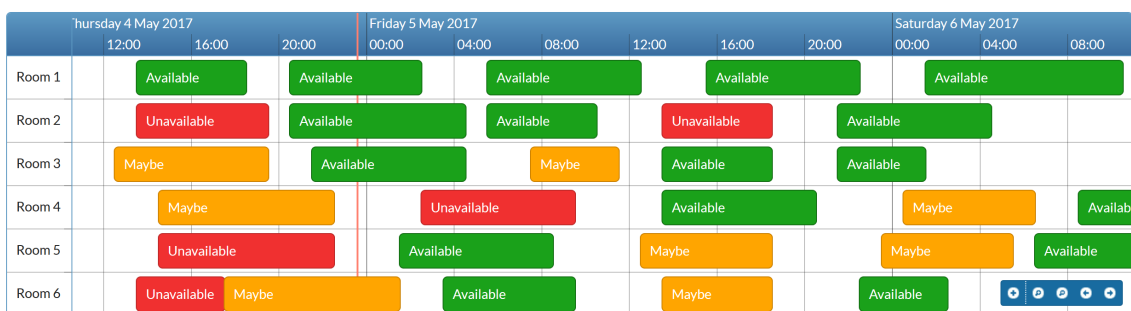 hursday 4 May 2017 Friday 5 May 2017 Saturday 6 May 2017
12:00 16:00 20:00 00:00 04:00 08:00 12:00 16:00 20:00 00:00 04:00 08:00
Room 1 Available Available Available Available Available
Room 2 Unavailable Available Available Unavailable Available
Room 3 Maybe Available Maybe Available Available
Room 4 Maybe Unavailable Available Maybe Availab
Room 5 Unavailable Available Maybe Maybe Available
Room 6 Unavailable Maybe Available Maybe Available